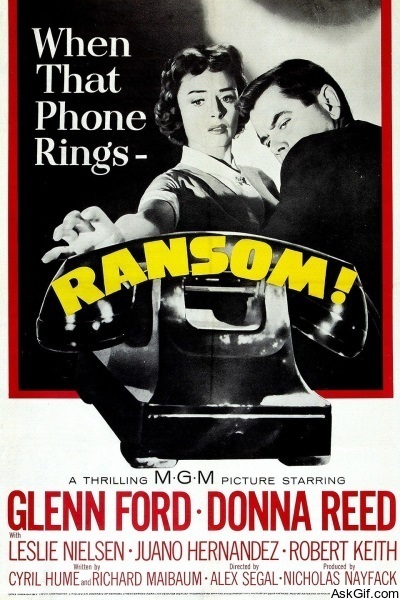 When
That
Phone
Rings-
RANSOM!
A THRILLING M-G-M PICTURE STARRING
GLENN FORD · DONNA REED
With
LESLIE NIELSEN · JUANO HERNANDEZ · ROBERT KEITH
Written by Directed by Produced by
CYRIL HUME and RICHARD MAIBAUM · ALEX SEGAL · NICHOLAS NAYFACK
AskGif.com